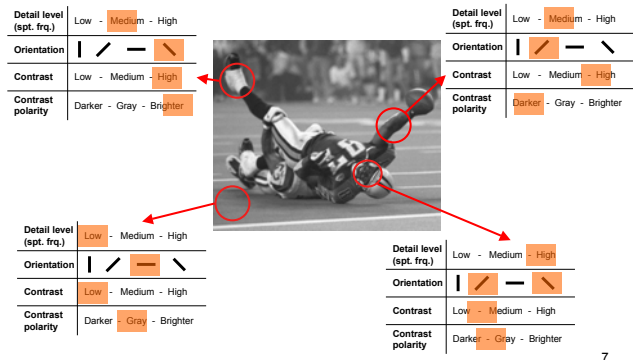 Detail level
(spt. frq.)
Low - Medium - High
Orientation
Contrast
Low - Medium - High
Contrast
polarity
Darker - Gray - Brighter
Detail level
(spt. frq.)
Low - Medium - High
Orientation
Contrast
Low - Medium - High
Contrast
polarity
Darker - Gray - Brighter
Detail level
(spt. frq.)
Low - Medium - High
Orientation
Contrast
Low - Medium - High
Contrast
polarity
Darker - Gray - Brighter
Detail level
(spt. frq.)
Low - Medium - High
Orientation
Contrast
Low - Medium - High
Contrast
polarity
Darker - Gray - Brighter
7